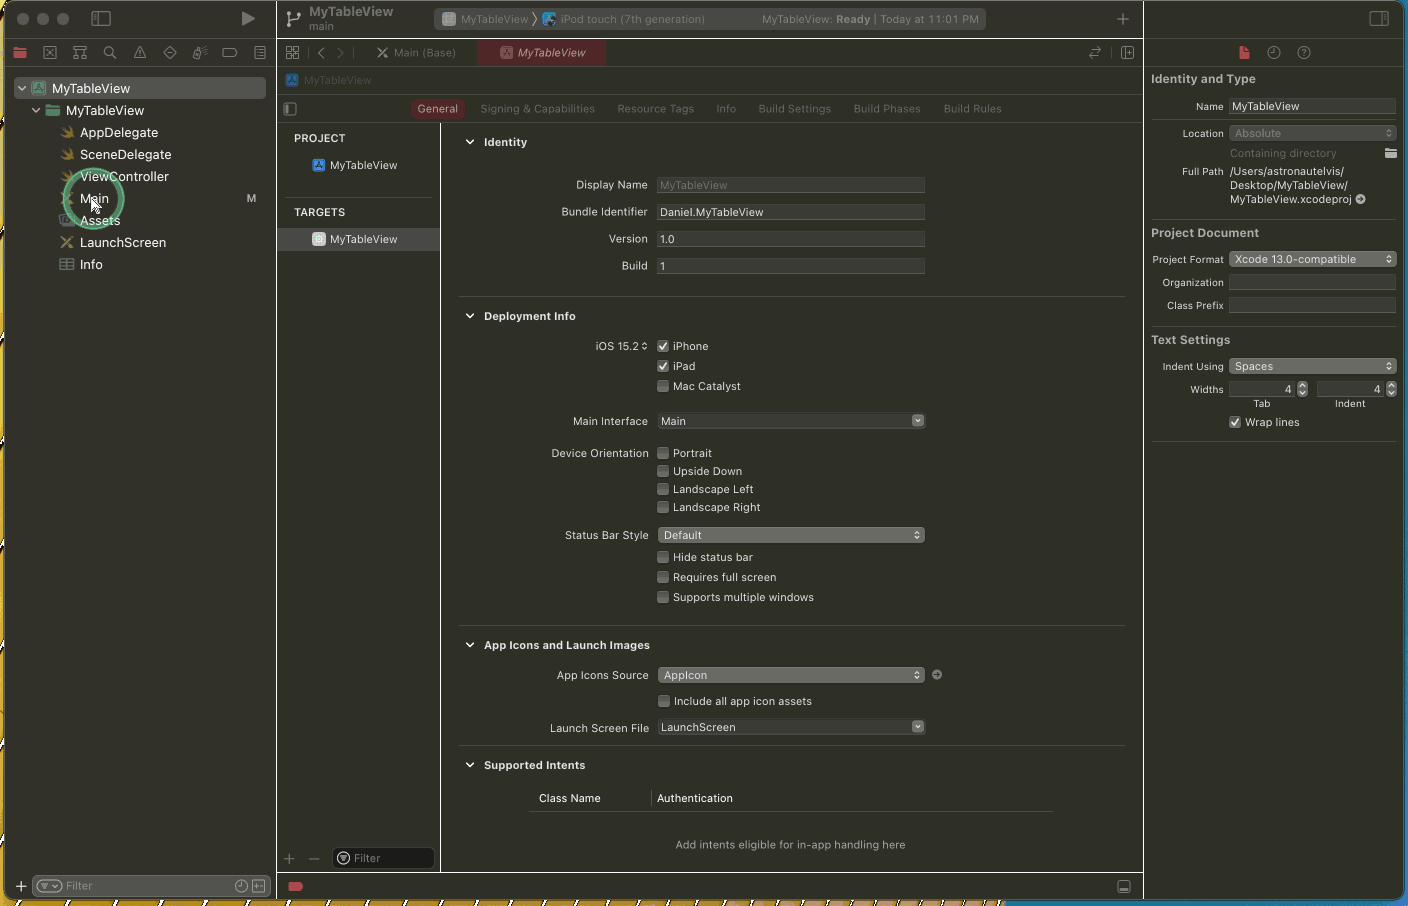 MyTableView
main
MyTableView
iPod touch (7th generation)
MyTableView: Ready | Today at 11:01 PM
Main (Base)
MyTableView
MyTableView
General
Signing & Capabilities
Resource Tags
Info
Build Settings
Build Phases
Build Rules
MyTableView
MyTableView
AppDelegate
SceneDelegate
ViewController
Main
M
Assets
LaunchScreen
Info
Filter
PROJECT
MyTableView
TARGETS
MyTableView
Filter
Identity
Display Name MyTableView
Bundle Identifier Daniel.MyTableView
Version 1.0
Build 1
Deployment Info
iOS 15.2
iPhone
iPad
Mac Catalyst
Main Interface Main
Device Orientation Portrait
Upside Down
Landscape Left
Landscape Right
Status Bar Style Default
Hide status bar
Requires full screen
Supports multiple windows
App Icons and Launch Images
App Icons Source AppIcon
Include all app icon assets
Launch Screen File LaunchScreen
Supported Intents
Class Name Authentication
Add intents eligible for in-app handling here
Identity and Type
Name MyTableView
Location Absolute
Containing directory
Full Path /Users/astronautelvis/
Desktop/MyTableView/
MyTableView.xcodeproj
Project Document
Project Format Xcode 13.0-compatible
Organization
Class Prefix
Text Settings
Indent Using Spaces
Widths 4 4
Tab Indent
Wrap lines